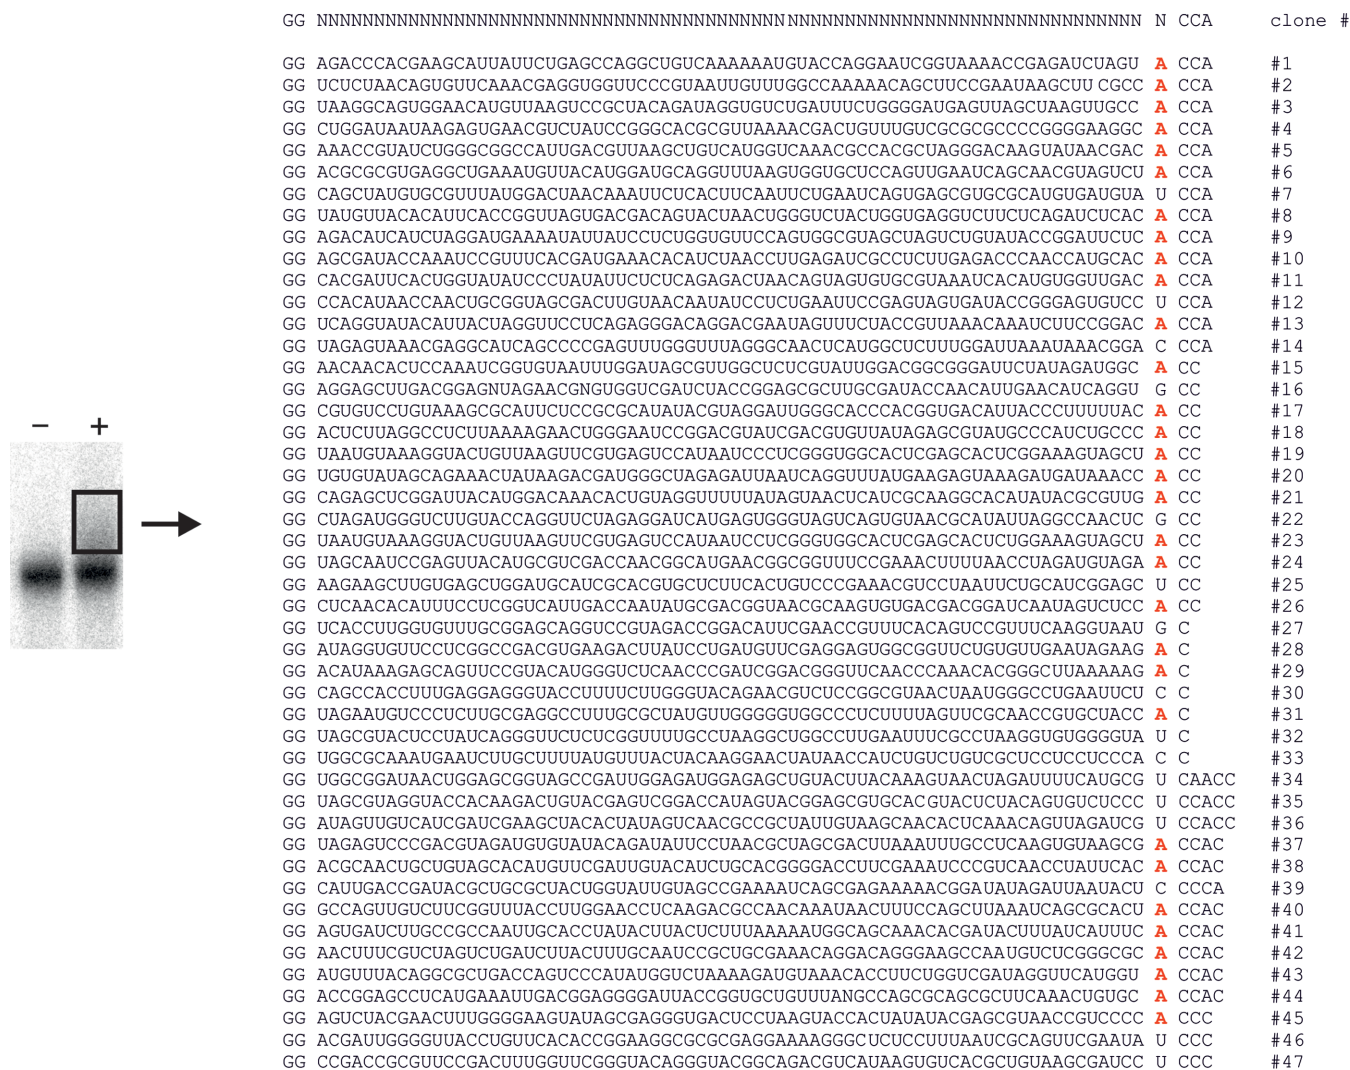 GG NNNNNNNNNNNNNNNNNNNNNNNNNNNNNNNNNNNNNNNNNNNNNNNNNNNNNNNNNNNNNNNNNNNNNNNN N CCA clone #
GG AGACCCACGAAGCAUUAUUCUGAGCCAGGCUGUCAAAAAAUGUACCAGGAAUCGGUAAAACCGAGAUCUAGU A CCA #1
GG UCUCUAACAGUGUUCAAACGAGGUGGUUCCCGUAAUUGUUUGGCCAAAAACAGCUUCCGAAUAAGCUU CGCC A CCA #2
GG UAAGGCAGUGGAACAUGUUAAGUCCGCUACAGAUAGGUGUCUGAUUUCUGGGGAUGAGUUAGCUAAGUUGCC A CCA #3
GG CUGGAUAAUAAGAGUGAACGUCUAUCCGGGCACGCGUUAAAACGACUGUUUGUCGCGCGCCCCGGGGAAGGC A CCA #4
GG AAACCGUAUCUGGGCGGCCAUUGACGUUAAGCUGUCAUGGUCAAACGCCACGCUAGGGACAAGUAUAACGAC A CCA #5
GG ACGCGCGUGAGGCUGAAAUGUUACAUGGAUGCAGGUUUAAGUGGUGCUCCAGUUGAAUCAGCAACGUAGUCU A CCA #6
GG CAGCUAUGUGCGUUUAUGGACUAACAAAUUCUCACUUCAAUUCUGAAUCAGUGAGCGUGCGCAUGUGAUGUA U CCA #7
GG UAUGUUACACAUUCACCGGUUAGUGACGACAGUACUAACUGGGUCUACUGGUGAGGUCUUCUCAGAUCUCAC A CCA #8
GG AGACAUCAUCUAGGAUGAAAAUAUUAUCCUCUGGUGUUCCAGUGGCGUAGCUAGUCUGUAUACCGGAUUCUC A CCA #9
GG AGCGAUACCAAAUCCGUUUCACGAUGAAACACAUCUAACCUUGAGAUCGCCUCUUGAGACCCAACCAUGCAC A CCA #10
GG CACGAUUCACUGGUAUAUCCCUAUAUUCUCUCAGAGACUAACAGUAGUGUGCGUAAAUCACAUGUGGUUGAC A CCA #11
GG CCACAUAACCAACUGCGGUAGCGACUUGUAACAAUAUCCUCUGAAUUCCGAGUAGUGAUACCGGGAGUGUCC U CCA #12
GG UCAGGUAUACAUUACUAGGUUCCUCAGAGGGACAGGACGAAUAGUUUCUACCGUUAAACAAAUCUUCCGGAC A CCA #13
GG UAGAGUAAACGAGGCAUCAGCCCCGAGUUUGGGUUUAGGGCAACUCAUGGCUCUUUGGAUUAAAUAAACGGA C CCA #14
GG AACAACACUCCAAAUCGGUGUAAUUUGGAUAGCGUUGGCUCUCGUAUUGGACGGCGGGAUUCUAUAGAUGGC A CC #15
GG AGGAGCUUGACGGAGNUAGAACGNGUGGUCGAUCUACCGGAGCGCUUGCGAUACCAACAUUGAACAUCAGGU G CC #16
GG CGUGUCCUGUAAAGCGCAUUCUCCGCGCAUAUACGUAGGAUUGGGCACCCACGGUGACAUUACCCUUUUUAC A CC #17
GG ACUCUUAGGCCUCUUAAAAGAACUGGGAAUCCGGACGUAUCGACGUGUUAUAGAGCGUAUGCCCAUCUGCCC A CC #18
GG UAAUGUAAAGGUACUGUUAAGUUCGUGAGUCCAUAAUCCCUCGGGUGGCACUCGAGCACUCGGAAAGUAGCU A CC #19
GG UGUGUAUAGCAGAAACUAUAAGACGAUGGGCUAGAGAUUAAUCAGGUUUAUGAAGAGUAAAGAUGAUAAACC A CC #20
GG CAGAGCUCGGAUUACAUGGACAAACACUGUAGGUUUUUAUAGUAACUCAUCGCAAGGCACAUAUACGCGUUG A CC #21
GG CUAGAUGGGUCUUGUACCAGGUUCUAGAGGAUCAUGAGUGGGUAGUCAGUGUAACGCAUAUUAGGCCAACUC G CC #22
GG UAAUGUAAAGGUACUGUUAAGUUCGUGAGUCCAUAAUCCUCGGGUGGCACUCGAGCACUCUGGAAAGUAGCU A CC #23
GG UAGCAAUCCGAGUUACAUGCGUCGACCAACGGCAUGAACGGCGGUUUCCGAAACUUUUAACCUAGAUGUAGA A CC #24
GG AAGAAGCUUGUGAGCUGGAUGCAUCGCACGUGCUCUUCACUGUCCCGAAACGUCCUAAUUCUGCAUCGGAGC U CC #25
GG CUCAACACAUUUCCUCGGUCAUUGACCAAUAUGCGACGGUAACGCAAGUGUGACGACGGAUCAAUAGUCUCC A CC #26
GG UCACCUUGGUGUUUGCGGAGCAGGUCCGUAGACCGGACAUUCGAACCGUUUCACAGUCCGUUUCAAGGUAAU G C #27
GG AUAGGUGUUCCUCGGCCGACGUGAAGACUUAUCCUGAUGUUCGAGGAGUGGCGGUUCUGUGUUGAAUAGAAG A C #28
GG ACAUAAAGAGCAGUUCCGUACAUGGGUCUCAACCCGAUCGGACGGGUUCAACCCAAACACGGGCUUAAAAAG A C #29
GG CAGCCACCUUUGAGGAGGGUACCUUUUCUUGGGUACAGAACGUCUCCGGCGUAACUAAUGGGCCUGAAUUCU C C #30
GG UAGAAUGUCCCUCUUGCGAGGCCUUUGCGCUAUGUUGGGGGUGGCCCUCUUUUAGUUCGCAACCGUGCUACC A C #31
GG UAGCGUACUCCUAUCAGGGUUCUCUCGGUUUUGCCUAAGGCUGGCCUUGAAUUUCGCCUAAGGUGUGGGGUA U C #32
GG UGGCGCAAAUGAAUCUUGCUUUUAUGUUUACUACAAGGAACUAUAACCAUCUGUCUGUCGCUCCUCCUCCCA C C #33
GG UGGCGGAUAACUGGAGCGGUAGCCGAUUGGAGAUGGAGAGCUGUACUUACAAAGUAACUAGAUUUUCAUGCG U CAACC #34
GG UAGCGUAGGUACCACAAGACUGUACGAGUCGGACCAUAGUACGGAGCGUGCACGUACUCUACAGUGUCUCCC U CCACC #35
GG AUAGUUGUCAUCGAUCGAAGCUACACUAUAGUCAACGCCGCUAUUGUAAGCAACACUCAAACAGUUAGAUCG U CCACC #36
GG UAGAGUCCCGACGUAGAUGUGUAUACAGAUAUUCCUAACGCUAGCGACUUAAAUUUGCCUCAAGUGUAAGCG A CCAC #37
GG ACGCAACUGCUGUAGCACAUGUUCGAUUGUACAUCUGCACGGGGACCUUCGAAAUCCCGUCAACCUAUUCAC A CCAC #38
GG CAUUGACCGAUACGCUGCGCUACUGGUAUUGUAGCCGAAAAUCAGCGAGAAAAACGGAUAUAGAUUAAUACU C CCCA #39
GG GCCAGUUGUCUUCGGUUUACCUUGGAACCUCAAGACGCCAACAAAUAACUUUCCAGCUUAAAUCAGCGCACU A CCAC #40
GG AGUGAUCUUGCCGCCAAUUGCACCUAUACUUACUCUUUAAAAAUGGCAGCAAACACGAUACUUUAUCAUUUC A CCAC #41
GG AACUUUCGUCUAGUCUGAUCUUACUUUGCAAUCCGCUGCGAAACAGGACAGGGAAGCCAAUGUCUCGGGCGC A CCAC #42
GG AUGUUUACAGGCGCUGACCAGUCCCAUAUGGUCUAAAAGAUGUAAACACCUUCUGGUCGAUAGGUUCAUGGU A CCAC #43
GG ACCGGAGCCUCAUGAAAUUGACGGAGGGGAUUACCGGUGCUGUUUANGCCAGCGCAGCGCUUCAAACUGUGC A CCAC #44
GG AGUCUACGAACUUUGGGGAAGUAUAGCGAGGGUGACUCCUAAGUACCACUAUAUACGAGCGUAACCGUCCCC A CCC #45
GG ACGAUUGGGGUUACCUGUUCACACCGGAAGGCGCGCGAGGAAAAGGGCUCUCCUUUAAUCGCAGUUCGAAUA U CCC #46
GG CCGACCGCGUUCCGACUUUGGUUCGGGUACAGGGUACGGCAGACGUCAUAAGUGUCACGCUGUAAGCGAUCC U CCC #47
− +